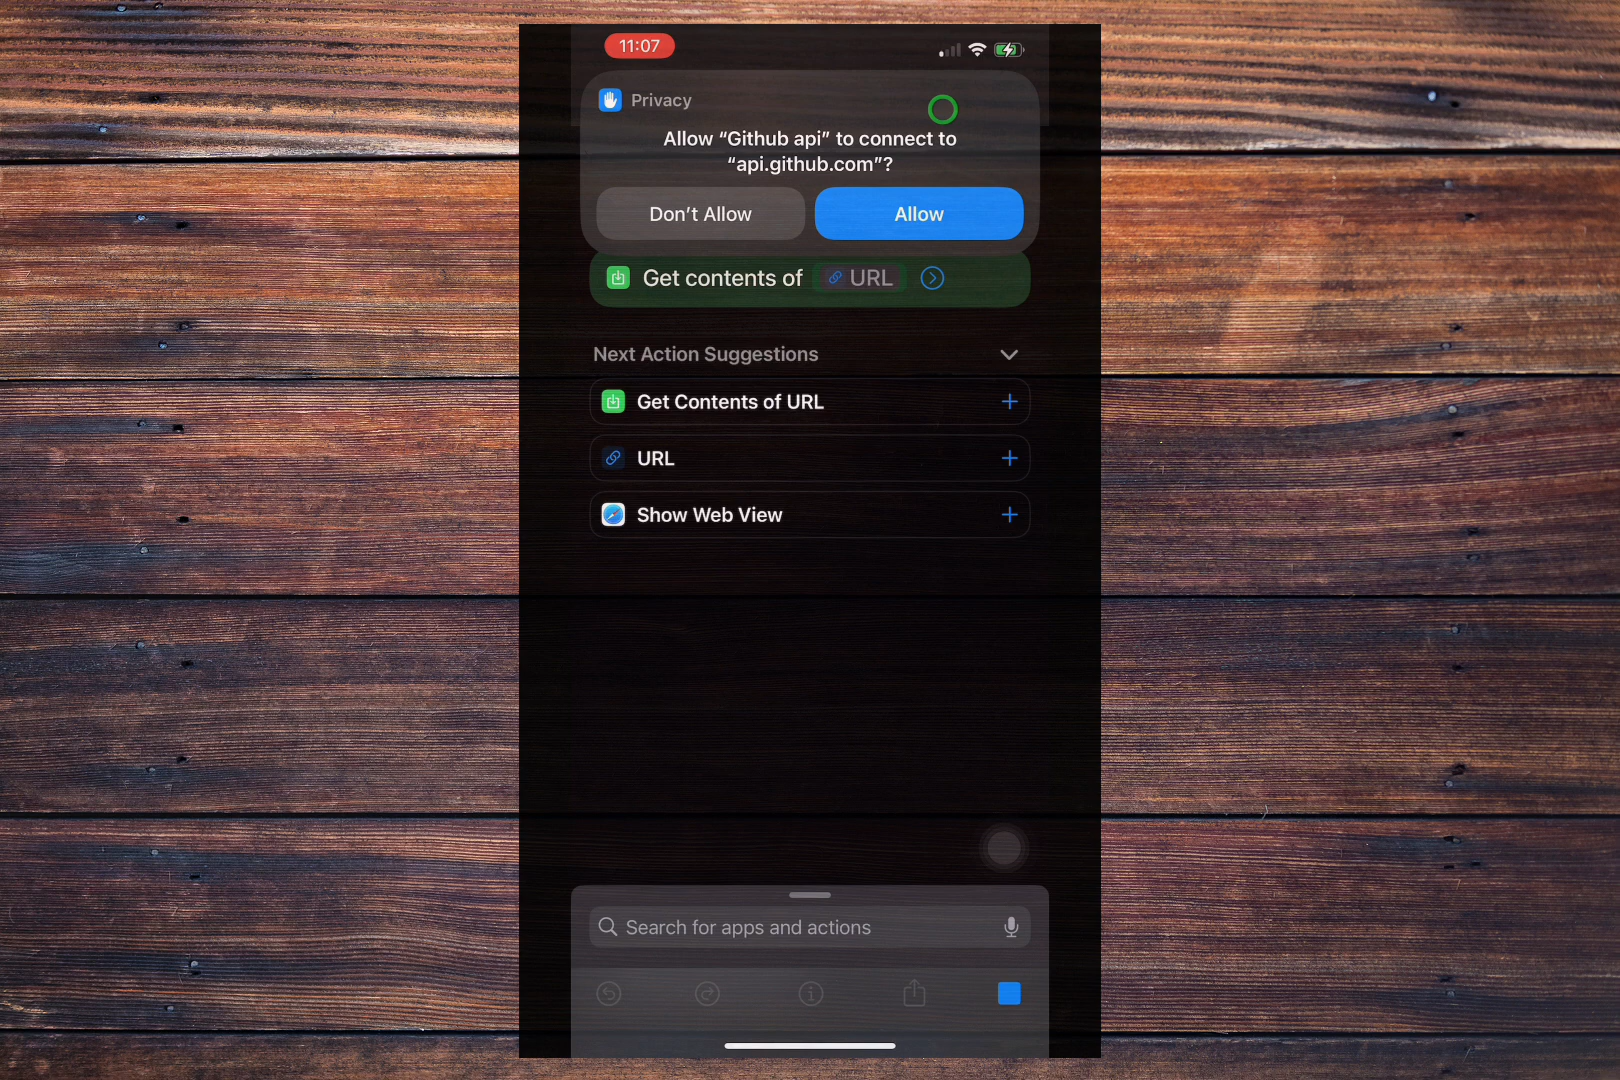 11:07
Privacy
Allow “Github api” to connect to
“api.github.com”?
Don’t Allow
Allow
Get contents of URL
Next Action Suggestions
Get Contents of URL
URL
Show Web View
Search for apps and actions